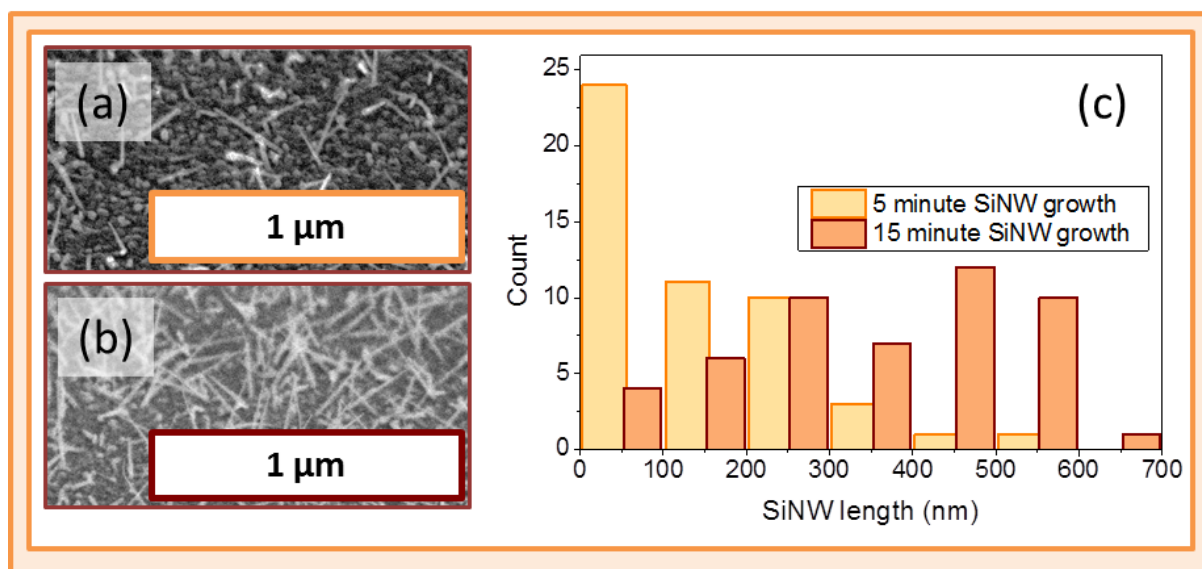 (a)
1 µm
(b)
1 µm
(c)
5 minute SiNW growth
15 minute SiNW growth
Count
25
20
15
10
5
0
0 100 200 300 400 500 600 700
SiNW length (nm)